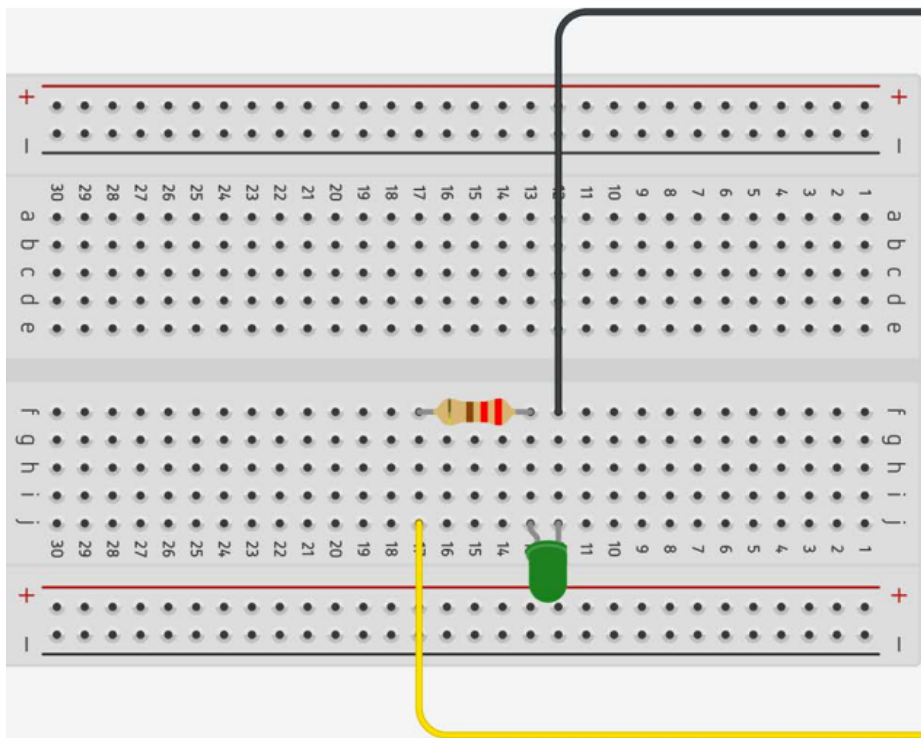 + +
− −
30 29 28 27 26 25 24 23 22 21 20 19 18 17 16 15 14 13 11 10 9 8 7 6 5 4 3 2 1
a a
b b
c c
d d
e e
f f
g g
h h
i i
j j
30 29 28 27 26 25 24 23 22 21 20 19 18 16 15 14 11 10 9 8 7 6 5 4 3 2 1
+ +
− −